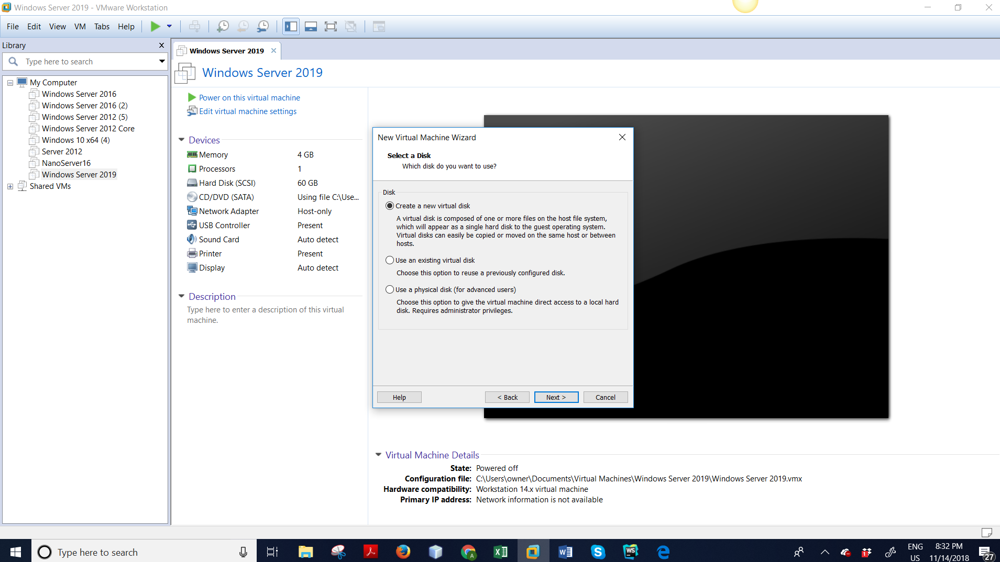 Windows Server 2019 - VMware Workstation
File Edit View VM Tabs Help
Library
Type here to search
My Computer
Windows Server 2016
Windows Server 2016 (2)
Windows Server 2012 (5)
Windows Server 2012 Core
Windows 10 x64 (4)
Server 2012
NanoServer16
Windows Server 2019
Shared VMs
Windows Server 2019
Windows Server 2019
Power on this virtual machine
Edit virtual machine settings
Devices
Memory 4 GB
Processors 1
Hard Disk (SCSI) 60 GB
CD/DVD (SATA) Using file C:\Use...
Network Adapter Host-only
USB Controller Present
Sound Card Auto detect
Printer Present
Display Auto detect
Description
Type here to enter a description of this virtual
machine.
New Virtual Machine Wizard
Select a Disk
Which disk do you want to use?
Disk
Create a new virtual disk
A virtual disk is composed of one or more files on the host file system,
which will appear as a single hard disk to the guest operating system.
Virtual disks can easily be copied or moved on the same host or between
hosts.
Use an existing virtual disk
Choose this option to reuse a previously configured disk.
Use a physical disk (for advanced users)
Choose this option to give the virtual machine direct access to a local hard
disk. Requires administrator privileges.
Help < Back Next > Cancel
Virtual Machine Details
State: Powered off
Configuration file: C:\Users\owner\Documents\Virtual Machines\Windows Server 2019\Windows Server 2019.vmx
Hardware compatibility: Workstation 14.x virtual machine
Primary IP address: Network information is not available
Type here to search
A
W
S
WS
e
1
ENG
US
8:32 PM
11/14/2018
27